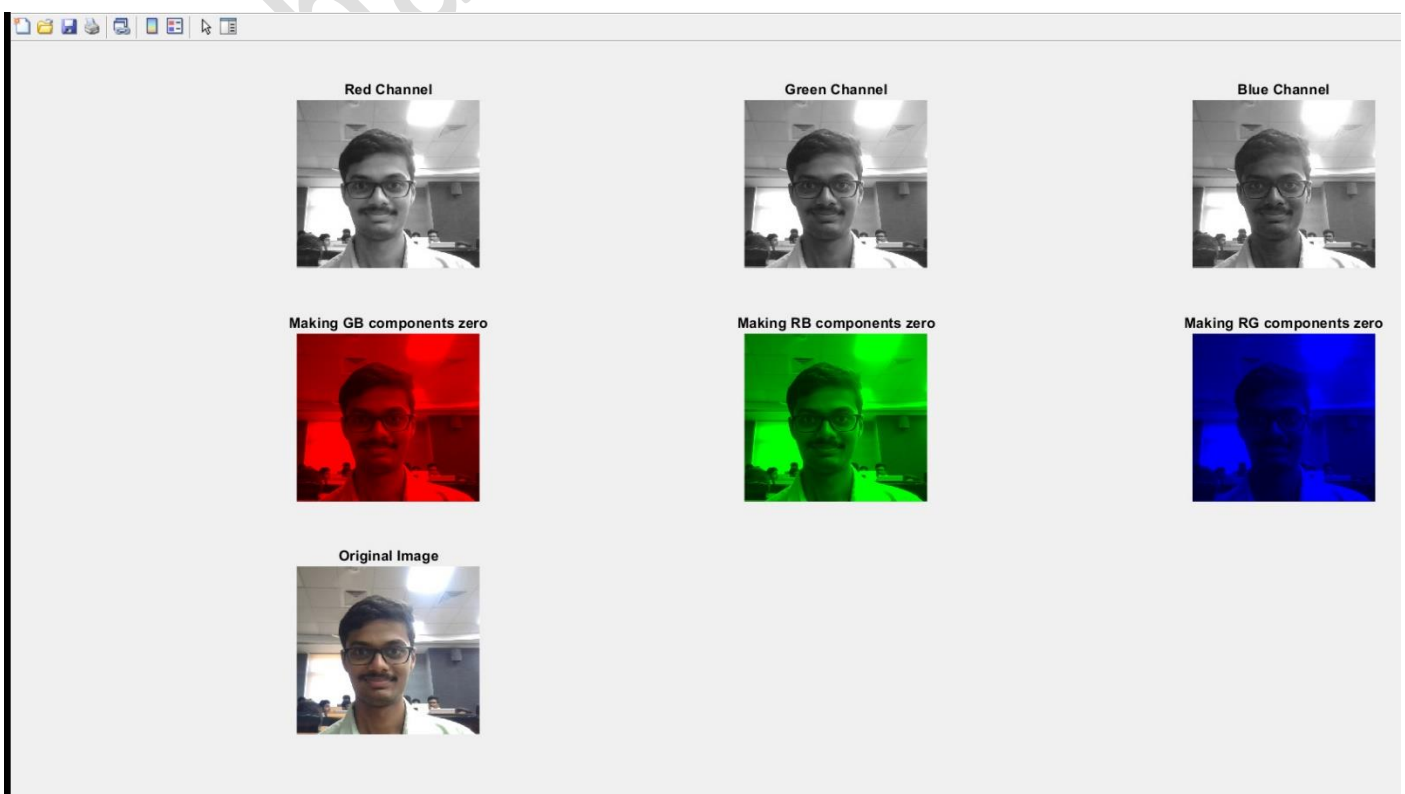 Red Channel
Green Channel
Blue Channel
Making GB components zero
Making RB components zero
Making RG components zero
Original Image